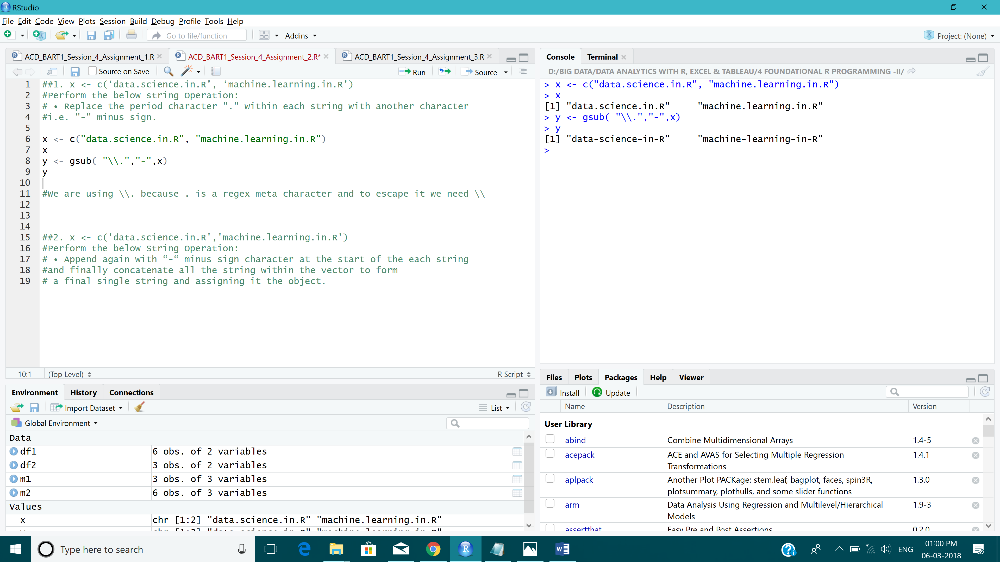 RStudio
File Edit Code View Plots Session Build Debug Profile Tools Help
Go to file/function
Addins
Project: (None)
ACD_BART1_Session_4_Assignment_1.R
ACD_BART1_Session_4_Assignment_2.R*
ACD_BART1_Session_4_Assignment_3.R
Source on Save
Run
Source
1 ##1. x <- c(‘data.science.in.R’, ‘machine.learning.in.R’)
2 #Perform the below string Operation:
3 # • Replace the period character "." within each string with another character
4 #i.e. "-" minus sign.
5
6 x <- c("data.science.in.R", "machine.learning.in.R")
7 x
8 y <- gsub( "\\.","-",x)
9 y
10
11 #We are using \\. because . is a regex meta character and to escape it we need \\
12
13
14
15 ##2. x <- c('data.science.in.R','machine.learning.in.R')
16 #Perform the below String Operation:
17 # • Append again with “-“ minus sign character at the start of the each string
18 #and finally concatenate all the string within the vector to form
19 # a final single string and assigning it the object.
10:1 (Top Level) R Script
Console Terminal
D:/BIG DATA/DATA ANALYTICS WITH R, EXCEL & TABLEAU/4 FOUNDATIONAL R PROGRAMMING -II/
> x <- c("data.science.in.R", "machine.learning.in.R")
> x
[1] "data.science.in.R" "machine.learning.in.R"
> y <- gsub( "\\.","-",x)
> y
[1] "data-science-in-R" "machine-learning-in-R"
>
Environment History Connections
Import Dataset
List
Global Environment
Data
df1 6 obs. of 2 variables
df2 3 obs. of 2 variables
m1 3 obs. of 3 variables
m2 6 obs. of 3 variables
Values
x chr [1:2] "data.science.in.R" "machine.learning.in.R"
Files Plots Packages Help Viewer
Install Update
Name Description Version
User Library
abind Combine Multidimensional Arrays 1.4-5
acepack ACE and AVAS for Selecting Multiple Regression 1.4.1
Transformations
aplpack Another Plot PACKage: stem.leaf, bagplot, faces, spin3R, 1.3.0
plotsummary, plothulls, and some slider functions
arm Data Analysis Using Regression and Multilevel/Hierarchical 1.9-3
Models
assertthat Easy Pre and Post Assertions 0.2.0
Type here to search
ENG
01:00 PM
06-03-2018